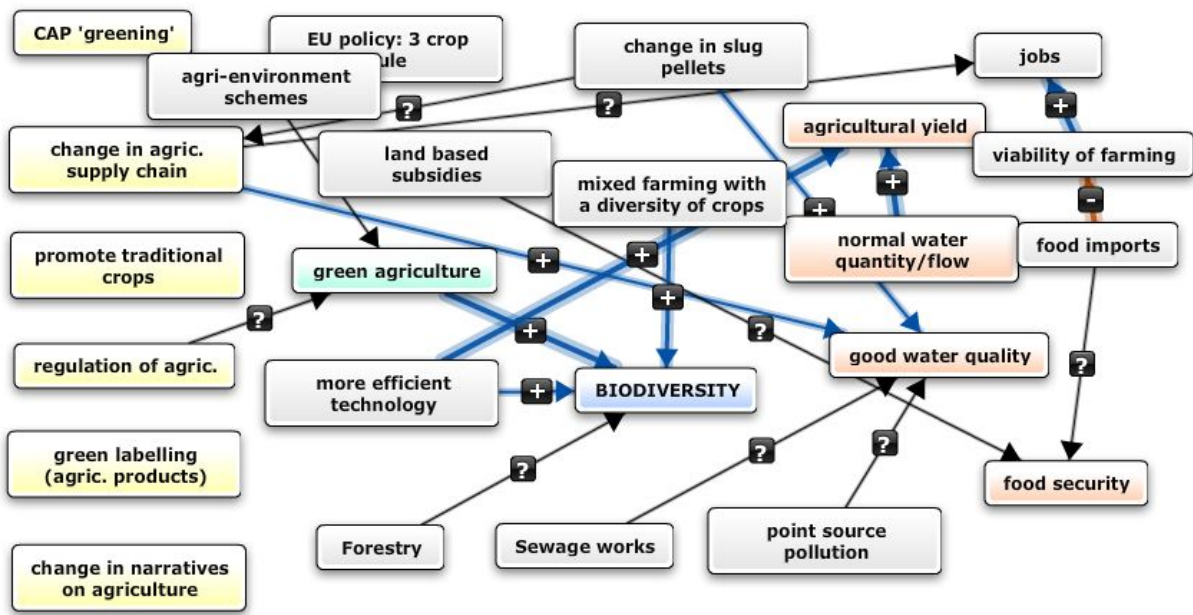 CAP 'greening'
EU policy: 3 crop
change in slug
pellets
jobs
agri-environment
schemes
?
?
+
agricultural yield
change in agric.
supply chain
land based
subsidies
viability of farming
mixed farming with
a diversity of crops
+
-
+
promote traditional
crops
green agriculture
+
+
normal water
quantity/flow
food imports
+
?
+
?
good water quality
regulation of agric.
more efficient
technology
+
BIODIVERSITY
?
green labelling
(agric. products)
?
?
?
food security
Forestry
Sewage works
point source
pollution
change in narratives
on agriculture